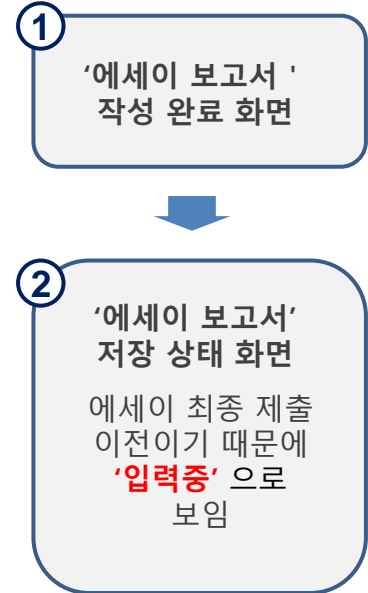 1
‘에세이 보고서 '
작성 완료 화면
2
‘에세이 보고서’
저장 상태 화면
에세이 최종 제출
이전이기 때문에
‘입력중’ 으로
보임